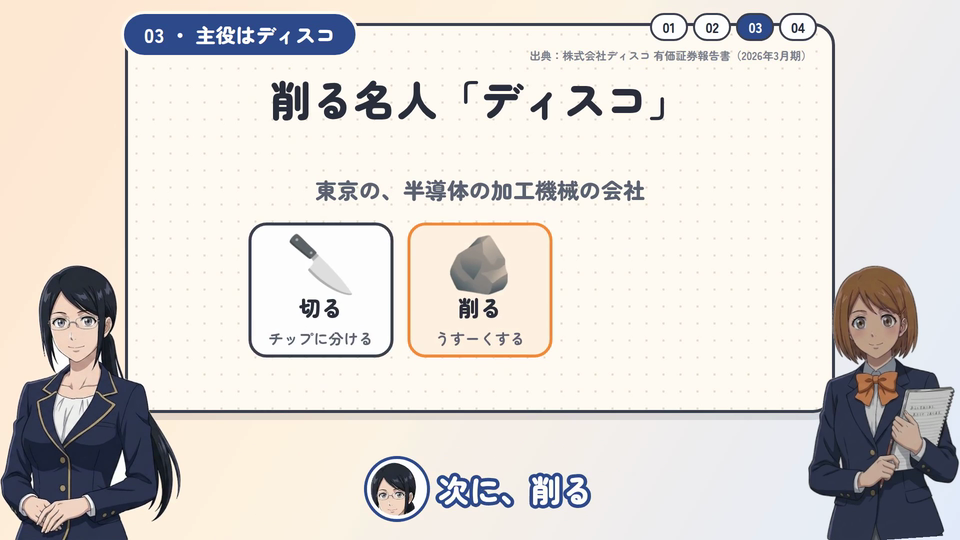 03 ・ 主役はディスコ
01 02 03 04
出典：株式会社ディスコ 有価証券報告書（2026年3月期）
削る名人「ディスコ」
東京の、半導体の加工機械の会社
切る
チップに分ける
削る
うすーくする
次に、削る